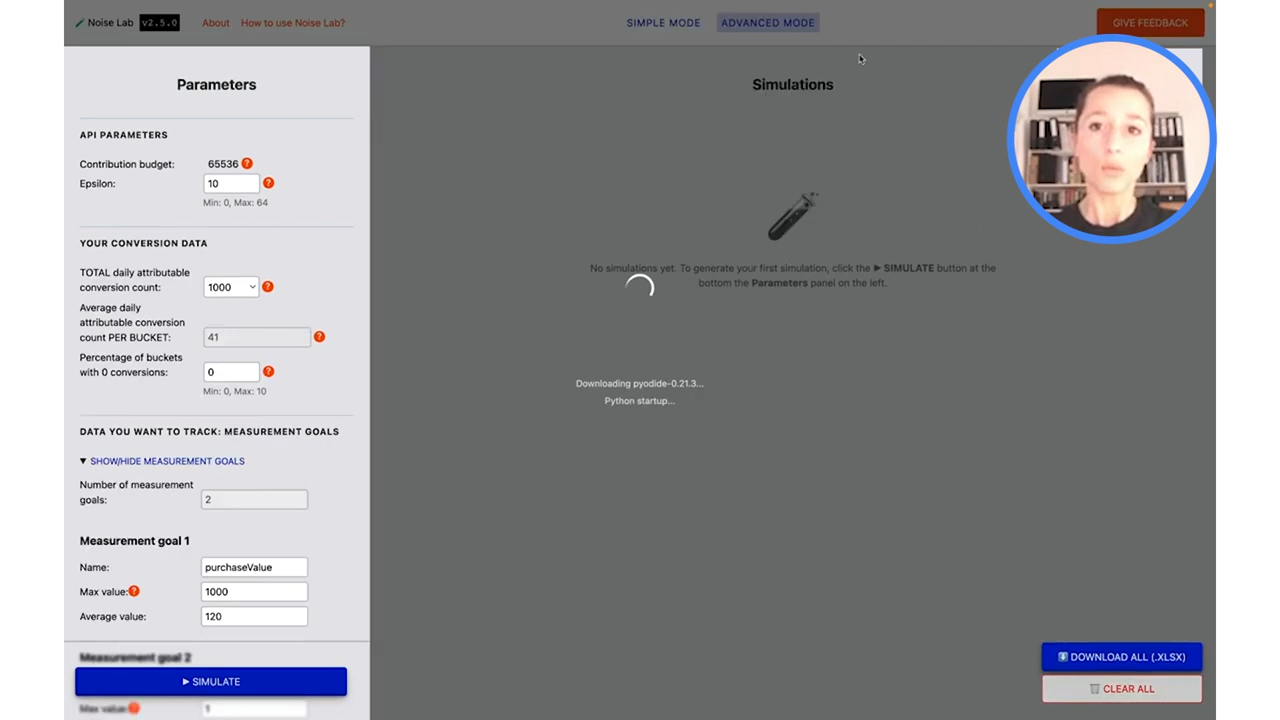 Noise Lab v2.5.0 About How to use Noise Lab? SIMPLE MODE ADVANCED MODE GIVE FEEDBACK
Parameters
API PARAMETERS
Contribution budget: 65536 ?
Epsilon: 10 ?
Min: 0, Max: 64
YOUR CONVERSION DATA
TOTAL daily attributable
conversion count: 1000 ?
Average daily
attributable conversion
count PER BUCKET: 41 ?
Percentage of buckets
with 0 conversions: 0 ?
Min: 0, Max: 10
DATA YOU WANT TO TRACK: MEASUREMENT GOALS
▼ SHOW/HIDE MEASUREMENT GOALS
Number of measurement
goals: 2
Measurement goal 1
Name: purchaseValue
Max value: ? 1000
Average value: 120
Measurement goal 2
▶ SIMULATE
Max value: ? 1
Simulations
No simulations yet. To generate your first simulation, click the ▶ SIMULATE button at the
bottom the Parameters panel on the left.
Downloading pyodide-0.21.3...
Python startup...
DOWNLOAD ALL (.XLSX)
CLEAR ALL